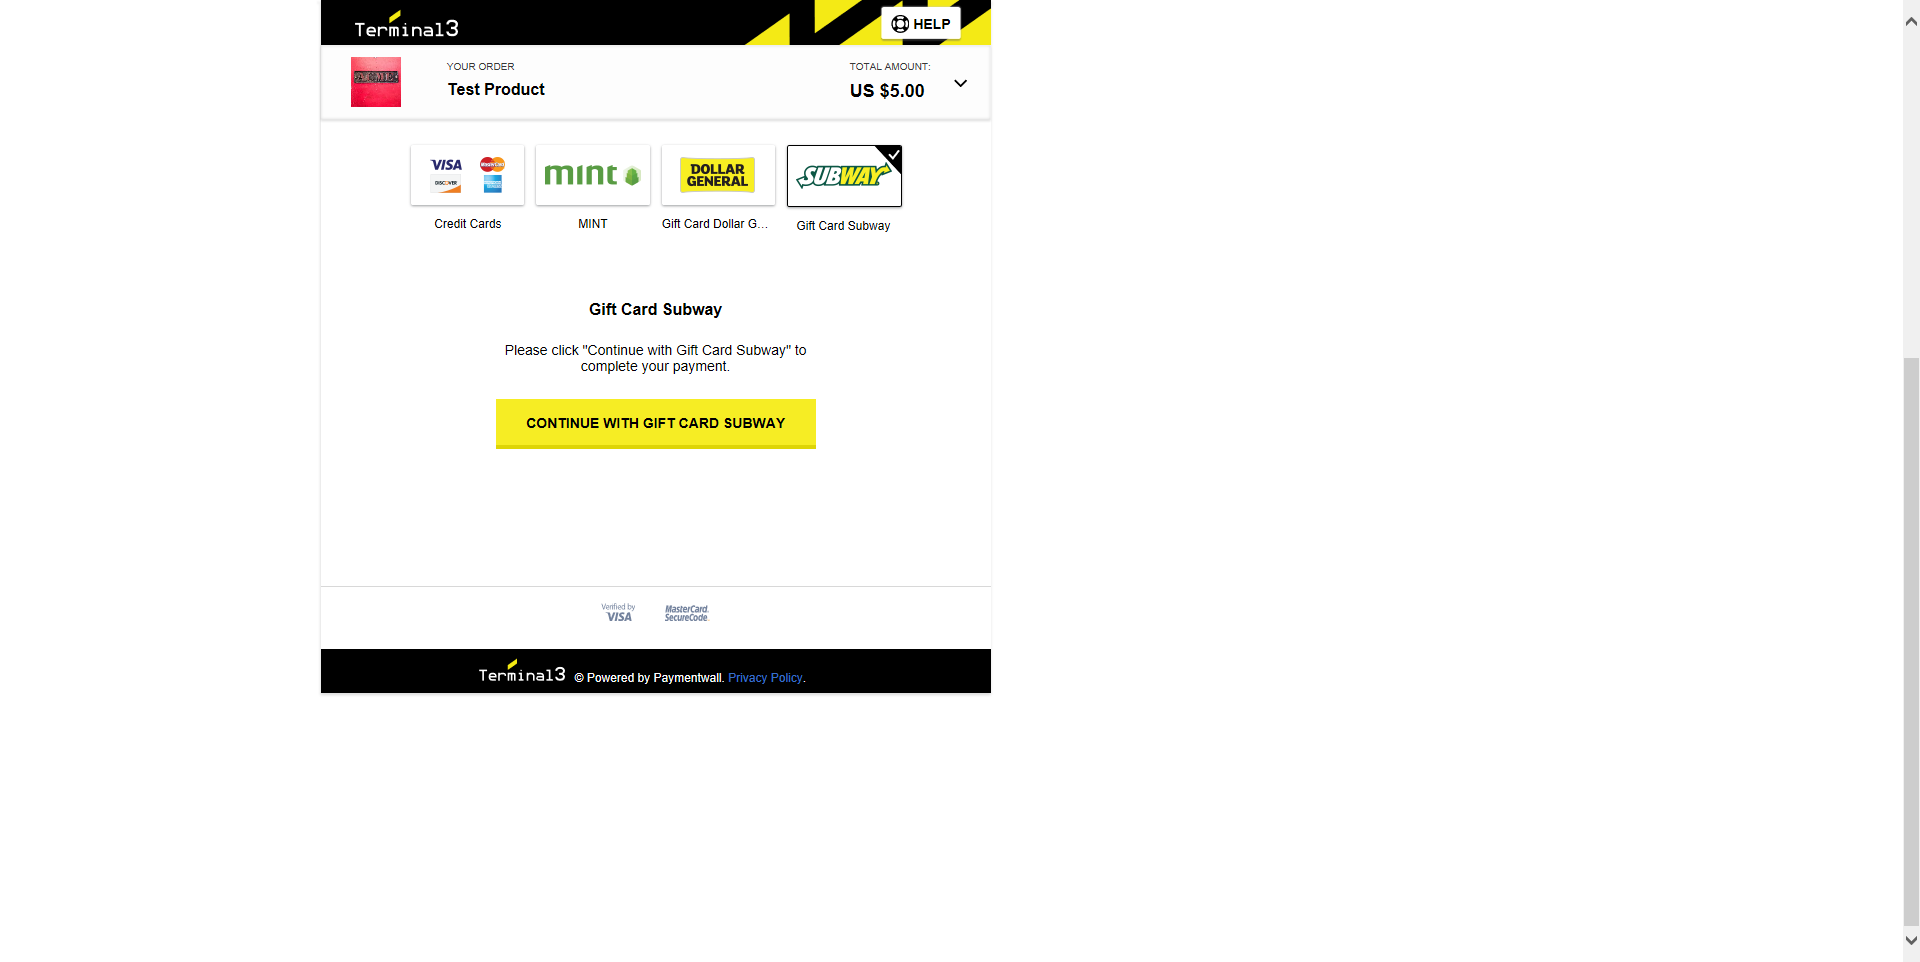 Terminal3
HELP
YOUR ORDER
Test Product
TOTAL AMOUNT:
US $5.00
VISA
MasterCard
DISCOVER
mint
DOLLAR
GENERAL
SUBWAY
Credit Cards
MINT
Gift Card Dollar G...
Gift Card Subway
Gift Card Subway
Please click "Continue with Gift Card Subway" to
complete your payment.
CONTINUE WITH GIFT CARD SUBWAY
Verified by
VISA
MasterCard.
SecureCode.
Terminal3 © Powered by Paymentwall. Privacy Policy.